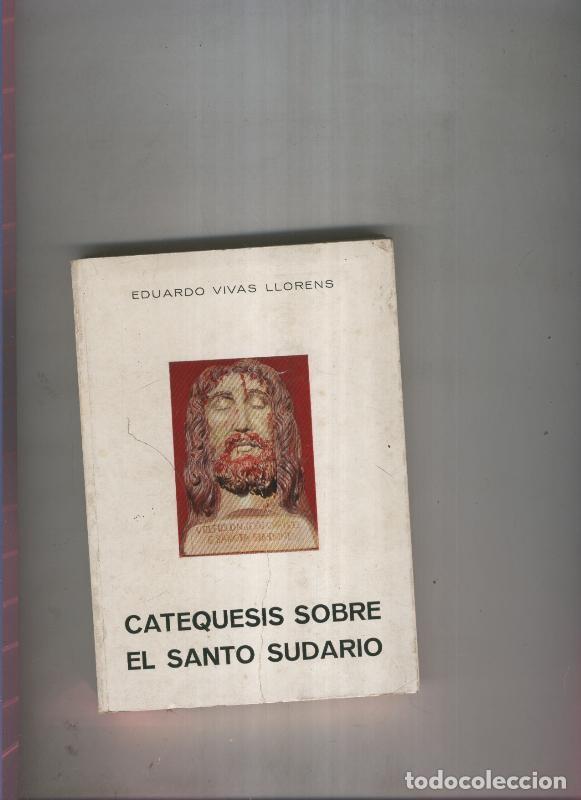 EDUARDO VIVAS LLORENS
CATEQUESIS SOBRE
EL SANTO SUDARIO
todocoleccion